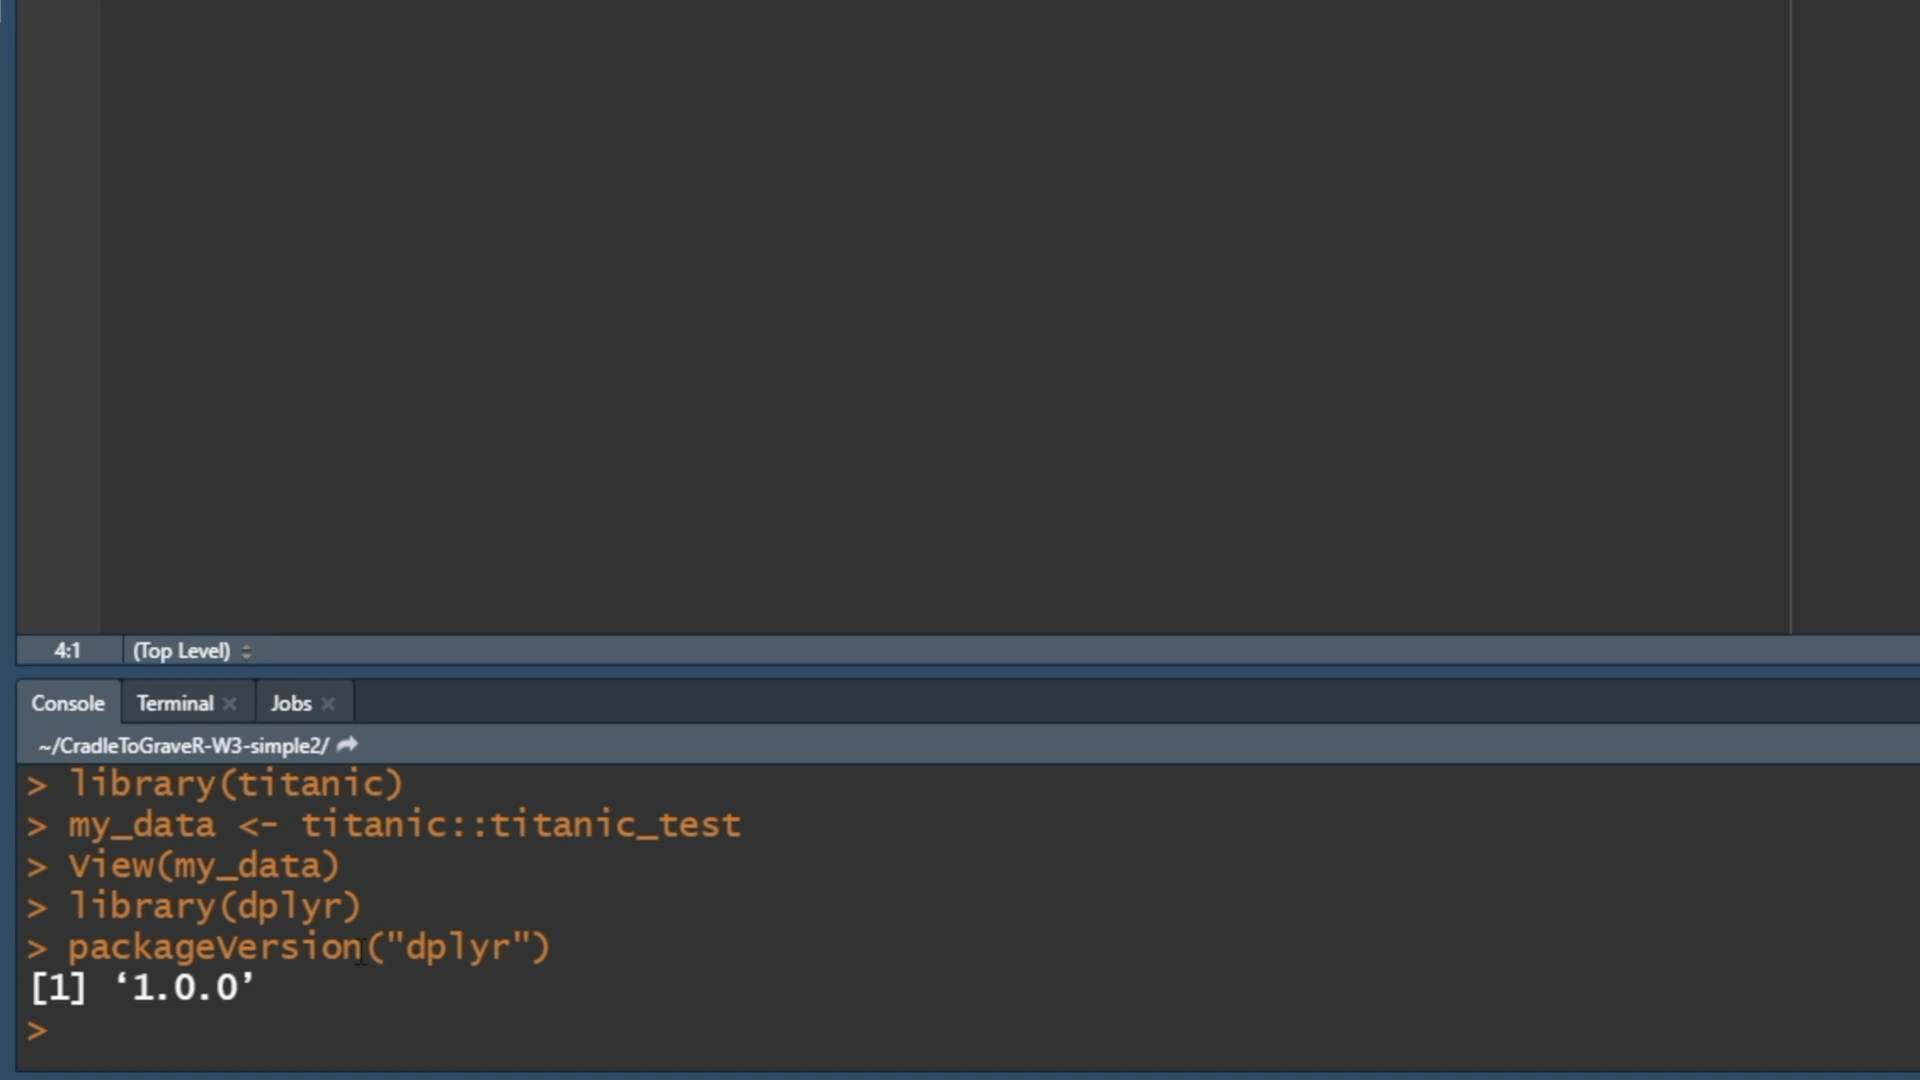 4:1 (Top Level)
Console Terminal Jobs
~/CradleToGraveR-W3-simple2/
> library(titanic)
> my_data <- titanic::titanic_test
> View(my_data)
> library(dplyr)
> packageVersion("dplyr")
[1] ‘1.0.0’
>